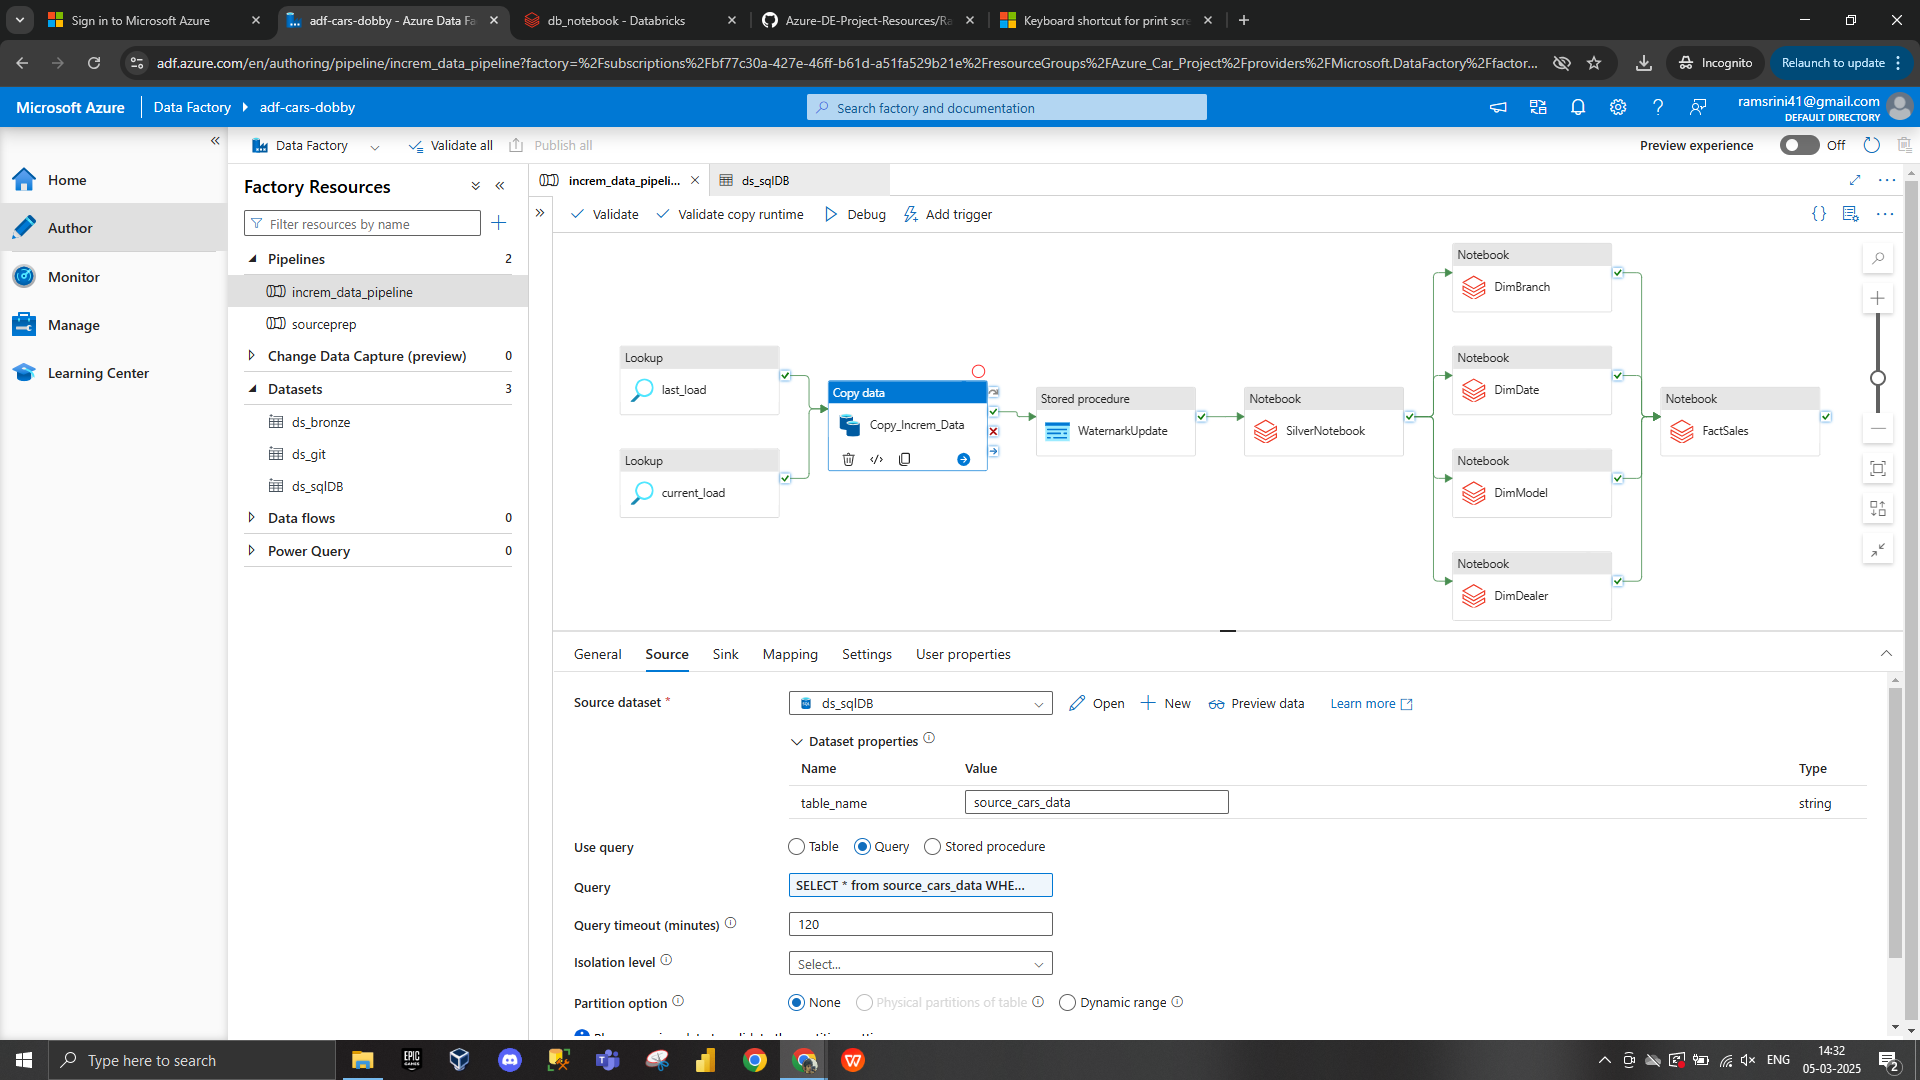 Sign in to Microsoft Azure
adf-cars-dobby - Azure Data Fa
db_notebook - Databricks
Azure-DE-Project-Resources/Ra
Keyboard shortcut for print scre
adf.azure.com/en/authoring/pipeline/increm_data_pipeline?factory=%2Fsubscriptions%2Fbf77c30a-427e-46ff-b61d-a51fa529b21e%2FresourceGroups%2FAzure_Car_Project%2Fproviders%2FMicrosoft.DataFactory%2Ffactor...
Incognito
Relaunch to update
Microsoft Azure
Data Factory
adf-cars-dobby
Search factory and documentation
ramsrini41@gmail.com
DEFAULT DIRECTORY
Data Factory
Validate all
Publish all
Preview experience
Off
Home
Author
Monitor
Manage
Learning Center
Factory Resources
Filter resources by name
Pipelines 2
increm_data_pipeline
sourceprep
Change Data Capture (preview) 0
Datasets 3
ds_bronze
ds_git
ds_sqlDB
Data flows 0
Power Query 0
increm_data_pipeli...
ds_sqlDB
Validate
Validate copy runtime
Debug
Add trigger
Lookup
last_load
Lookup
current_load
Copy data
Copy_Increm_Data
Stored procedure
WaternarkUpdate
Notebook
SilverNotebook
Notebook
DimBranch
Notebook
DimDate
Notebook
DimModel
Notebook
DimDealer
Notebook
FactSales
General
Source
Sink
Mapping
Settings
User properties
Source dataset *
ds_sqlDB
Open
New
Preview data
Learn more
Dataset properties
Name Value Type
table_name source_cars_data string
Use query
Table
Query
Stored procedure
Query
SELECT * from source_cars_data WHE...
Query timeout (minutes)
120
Isolation level
Select...
Partition option
None
Physical partitions of table
Dynamic range
Type here to search
EPIC GAMES
ENG
14:32
05-03-2025
2